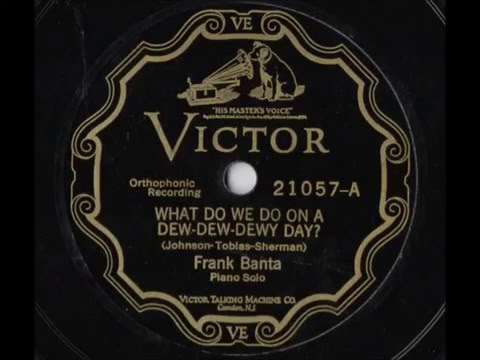 VE
"HIS MASTER'S VOICE"
VICTOR
Orthophonic
Recording
21057-A
WHAT DO WE DO ON A
DEW-DEW-DEWY DAY?
(Johnson-Tobias-Sherman)
Frank Banta
Piano Solo
VICTOR TALKING MACHINE CO.
Camden, N.J.
VE